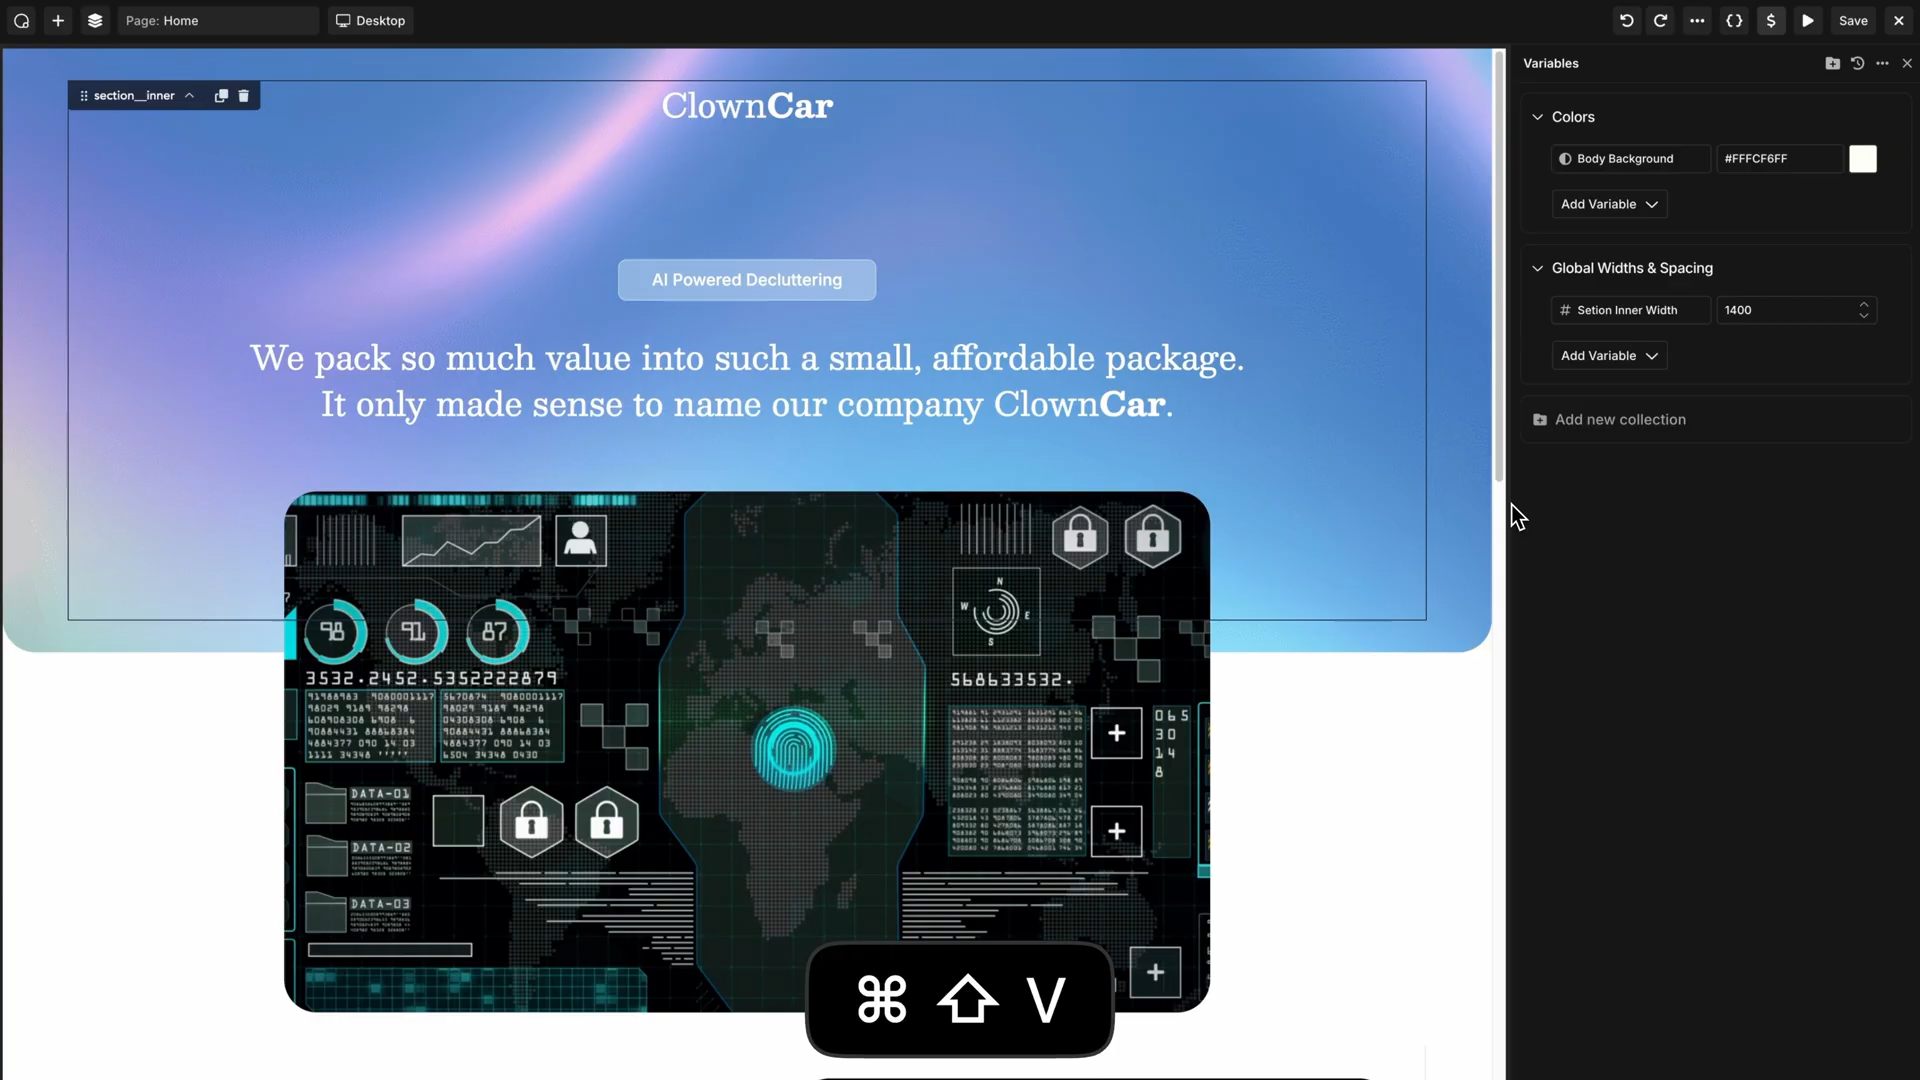 Page: Home
Desktop
Save
section__inner
ClownCar
AI Powered Decluttering
We pack so much value into such a small, affordable package.
It only made sense to name our company ClownCar.
Variables
Colors
Body Background
#FFFCF6FF
Add Variable
Global Widths & Spacing
# Setion Inner Width
1400
Add Variable
Add new collection
N
W E
S
98
91
87
3532.2452.5352222879
568633532.
065
30
14
8
DATA-01
DATA-02
DATA-03
⌘ ⇧ V